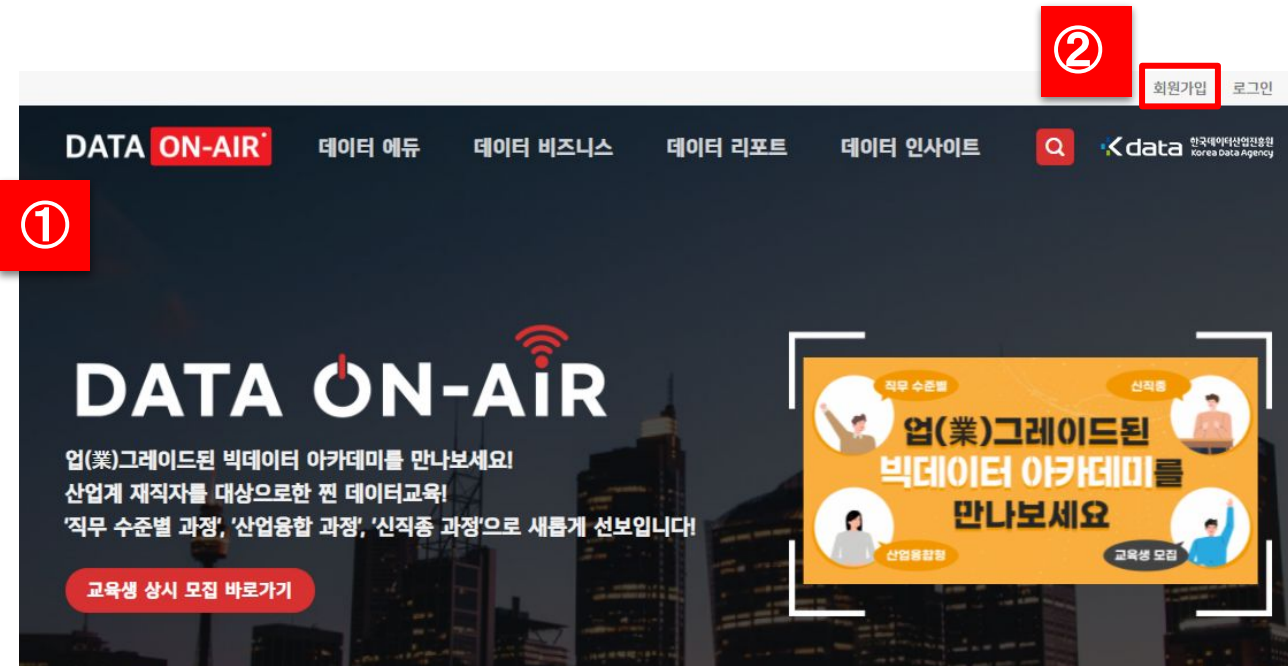 ②
회원가입 로그인
DATA ON-AIR 데이터 에듀 데이터 비즈니스 데이터 리포트 데이터 인사이트 Kdata 한국데이터산업진흥원
Korea Data Agency
①
DATA ON-AiR
업(業)그레이드된 빅데이터 아카데미를 만나보세요!
산업계 재직자를 대상으로한 찐 데이터교육!
'직무 수준별 과정', '산업융합 과정', '신직종 과정'으로 새롭게 선보입니다!
교육생 상시 모집 바로가기
직무 수준별 신직종
업(業)그레이드된
빅데이터 아카데미를
만나보세요
산업융합형 교육생 모집